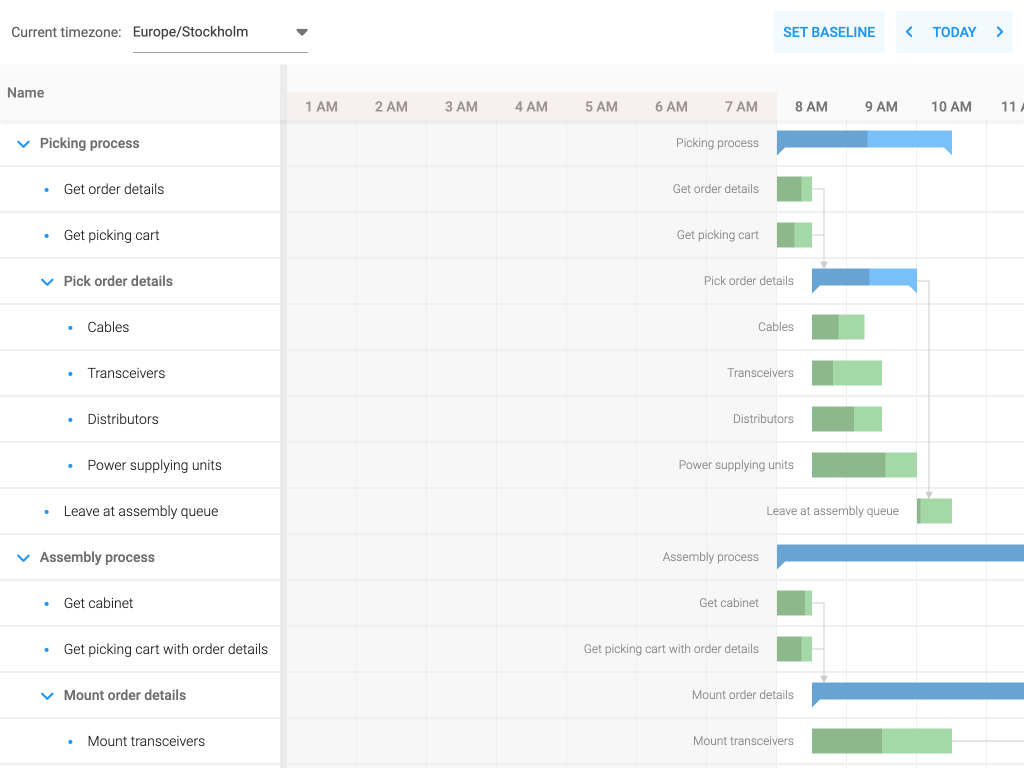 Current timezone: Europe/Stockholm SET BASELINE TODAY
Name
1 AM 2 AM 3 AM 4 AM 5 AM 6 AM 7 AM 8 AM 9 AM 10 AM 11 A
Picking process Picking process
Get order details Get order details
Get picking cart Get picking cart
Pick order details Pick order details
Cables Cables
Transceivers Transceivers
Distributors Distributors
Power supplying units Power supplying units
Leave at assembly queue Leave at assembly queue
Assembly process Assembly process
Get cabinet Get cabinet
Get picking cart with order details Get picking cart with order details
Mount order details Mount order details
Mount transceivers Mount transceivers